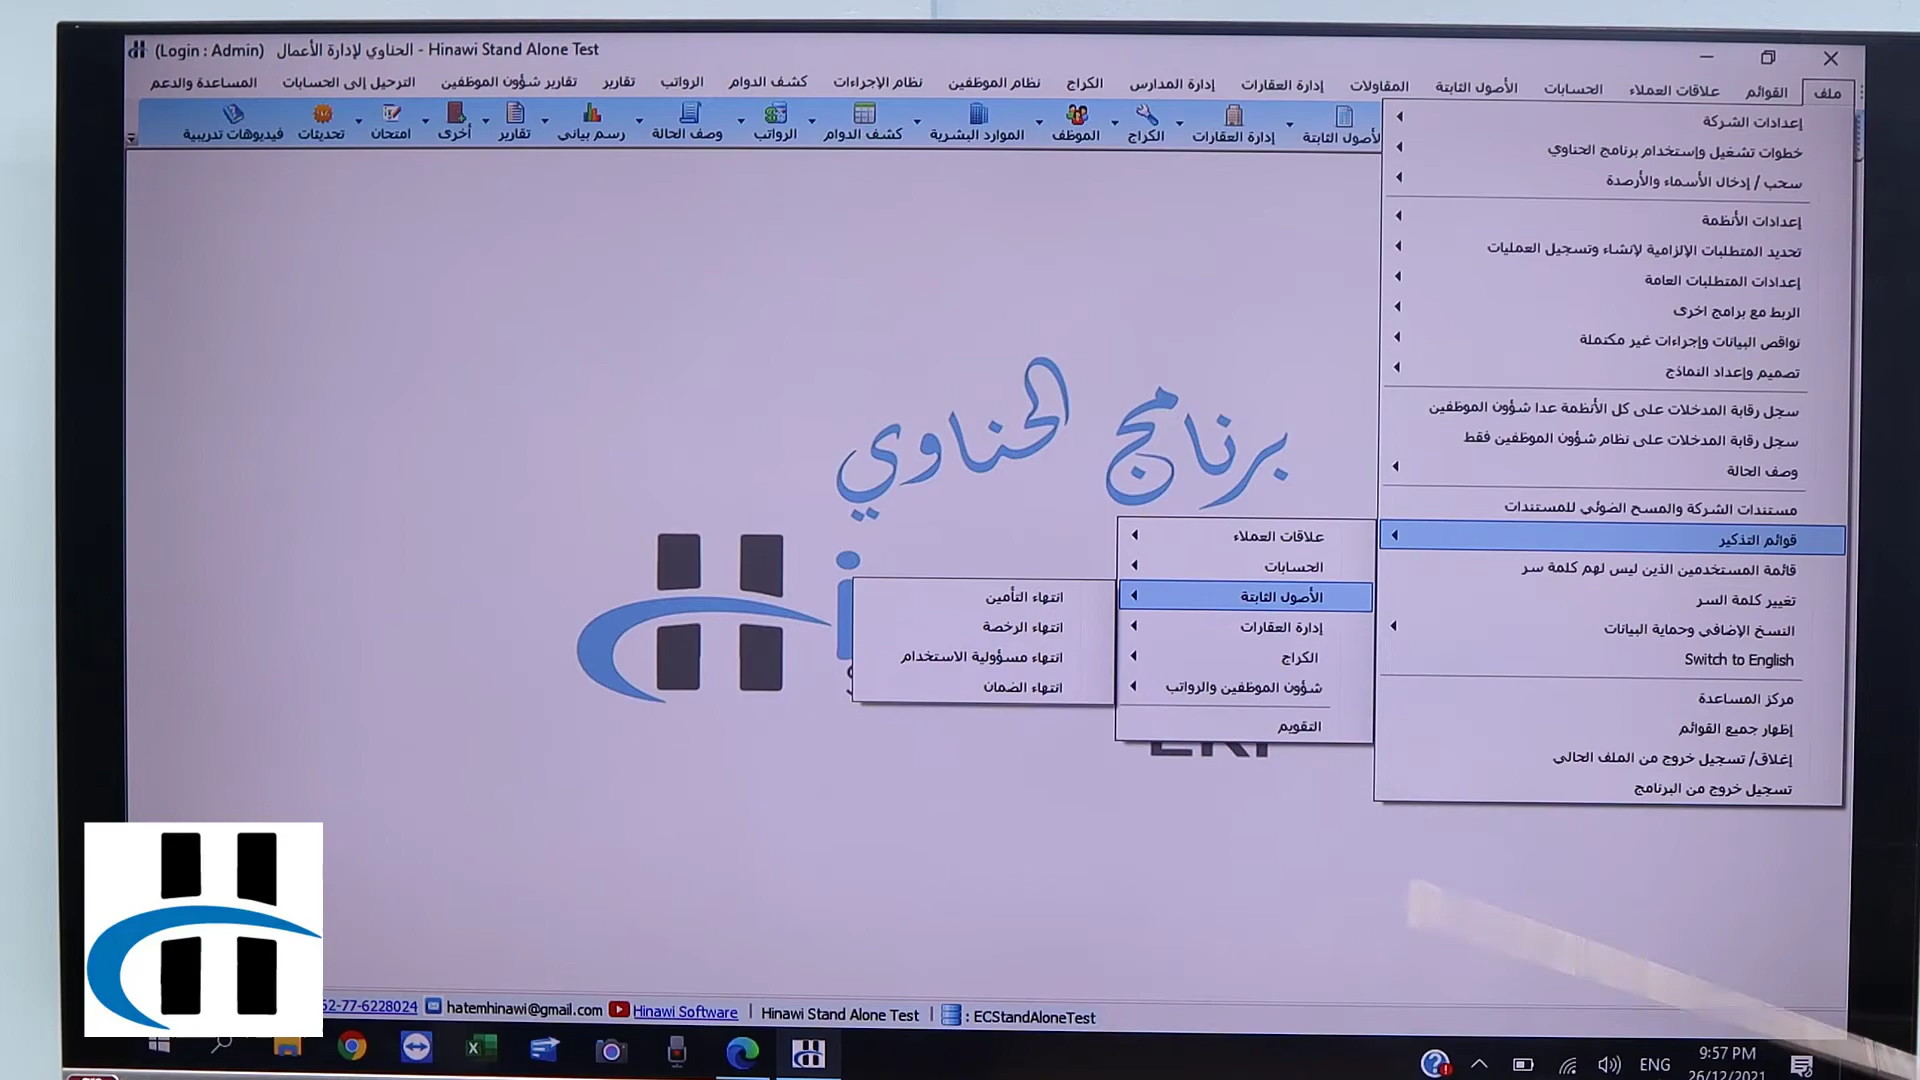 (Login : Admin) الحناوي لإدارة الأعمال - Hinawi Stand Alone Test
ملف القوائم علاقات العملاء الحسابات الأصول الثابتة المقاولات إدارة العقارات إدارة المدارس الكراج نظام الموظفين نظام الإجراءات كشف الدوام الرواتب تقارير تقارير شؤون الموظفين الترحيل إلى الحسابات المساعدة والدعم
الأصول الثابتة إدارة العقارات الكراج الموظف الموارد البشرية كشف الدوام الرواتب وصف الحالة رسم بياني تقارير أخرى امتحان تحديثات فيديوهات تدريبية
إعدادات الشركة
خطوات تشغيل وإستخدام برنامج الحناوي
سحب / إدخال الأسماء والأرصدة
إعدادات الأنظمة
تحديد المتطلبات الإلزامية لإنشاء وتسجيل العمليات
إعدادات المتطلبات العامة
الربط مع برامج اخرى
نواقص البيانات وإجراءات غير مكتملة
تصميم وإعداد النماذج
سجل رقابة المدخلات على كل الأنظمة عدا شؤون الموظفين
سجل رقابة المدخلات على نظام شؤون الموظفين فقط
وصف الحالة
مستندات الشركة والمسح الضوئي للمستندات
قوائم التذكير
قائمة المستخدمين الذين ليس لهم كلمة سر
تغيير كلمة السر
النسخ الإضافي وحماية البيانات
Switch to English
مركز المساعدة
إظهار جميع القوائم
إغلاق/ تسجيل خروج من الملف الحالي
تسجيل خروج من البرنامج
علاقات العملاء
الحسابات
الأصول الثابتة
إدارة العقارات
الكراج
شؤون الموظفين والرواتب
التقويم
انتهاء التأمين
انتهاء الرخصة
انتهاء مسؤولية الاستخدام
انتهاء الضمان
برنامج الحناوي
52-77-6228024 hatemhinawi@gmail.com Hinawi Software | Hinawi Stand Alone Test | : ECStandAloneTest
ENG 9:57 PM
26/12/2021